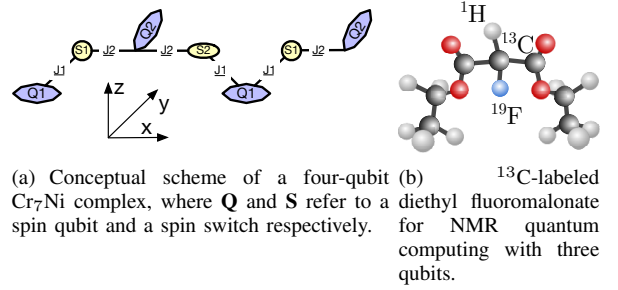 S1 J2 Q2 J2 S2 S1 J2 Q2
J1 J1 J1
Q1 Q1
z
y
x
¹H
¹³C
¹⁹F
(a) Conceptual scheme of a four-qubit
Cr₇Ni complex, where Q and S refer to a
spin qubit and a spin switch respectively.
(b) ¹³C-labeled
diethyl fluoromalonate
for NMR quantum
computing with three
qubits.